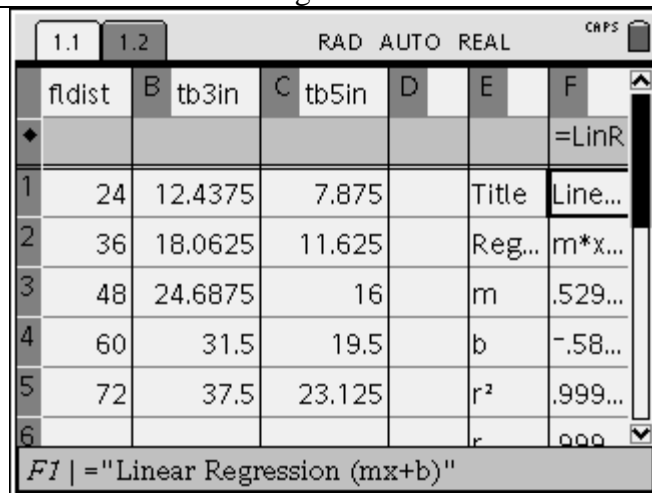 1.1 1.2 RAD AUTO REAL CAPS
fldist B tb3in C tb5in D E F
◆ =LinR
1 24 12.4375 7.875 Title Line...
2 36 18.0625 11.625 Reg... m*x...
3 48 24.6875 16 m .529...
4 60 31.5 19.5 b -.58...
5 72 37.5 23.125 r² .999...
6 r .999
F1 | ="Linear Regression (mx+b)"